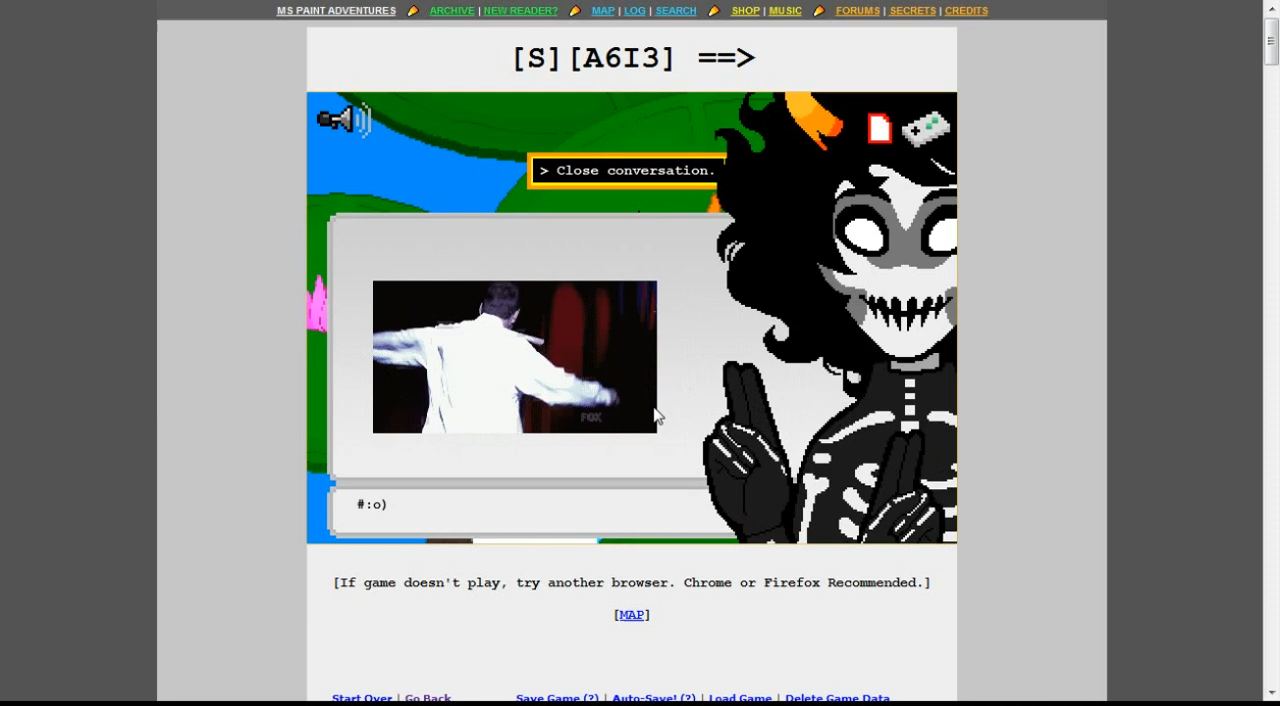 MS PAINT ADVENTURES ARCHIVE | NEW READER? MAP | LOG | SEARCH SHOP | MUSIC FORUMS | SECRETS | CREDITS
[S][A6I3] ==>
> Close conversation.
FOX
#:o)
[If game doesn't play, try another browser. Chrome or Firefox Recommended.]
[MAP]
Start Over | Go Back Save Game (?) | Auto-Save! (?) | Load Game | Delete Game Data